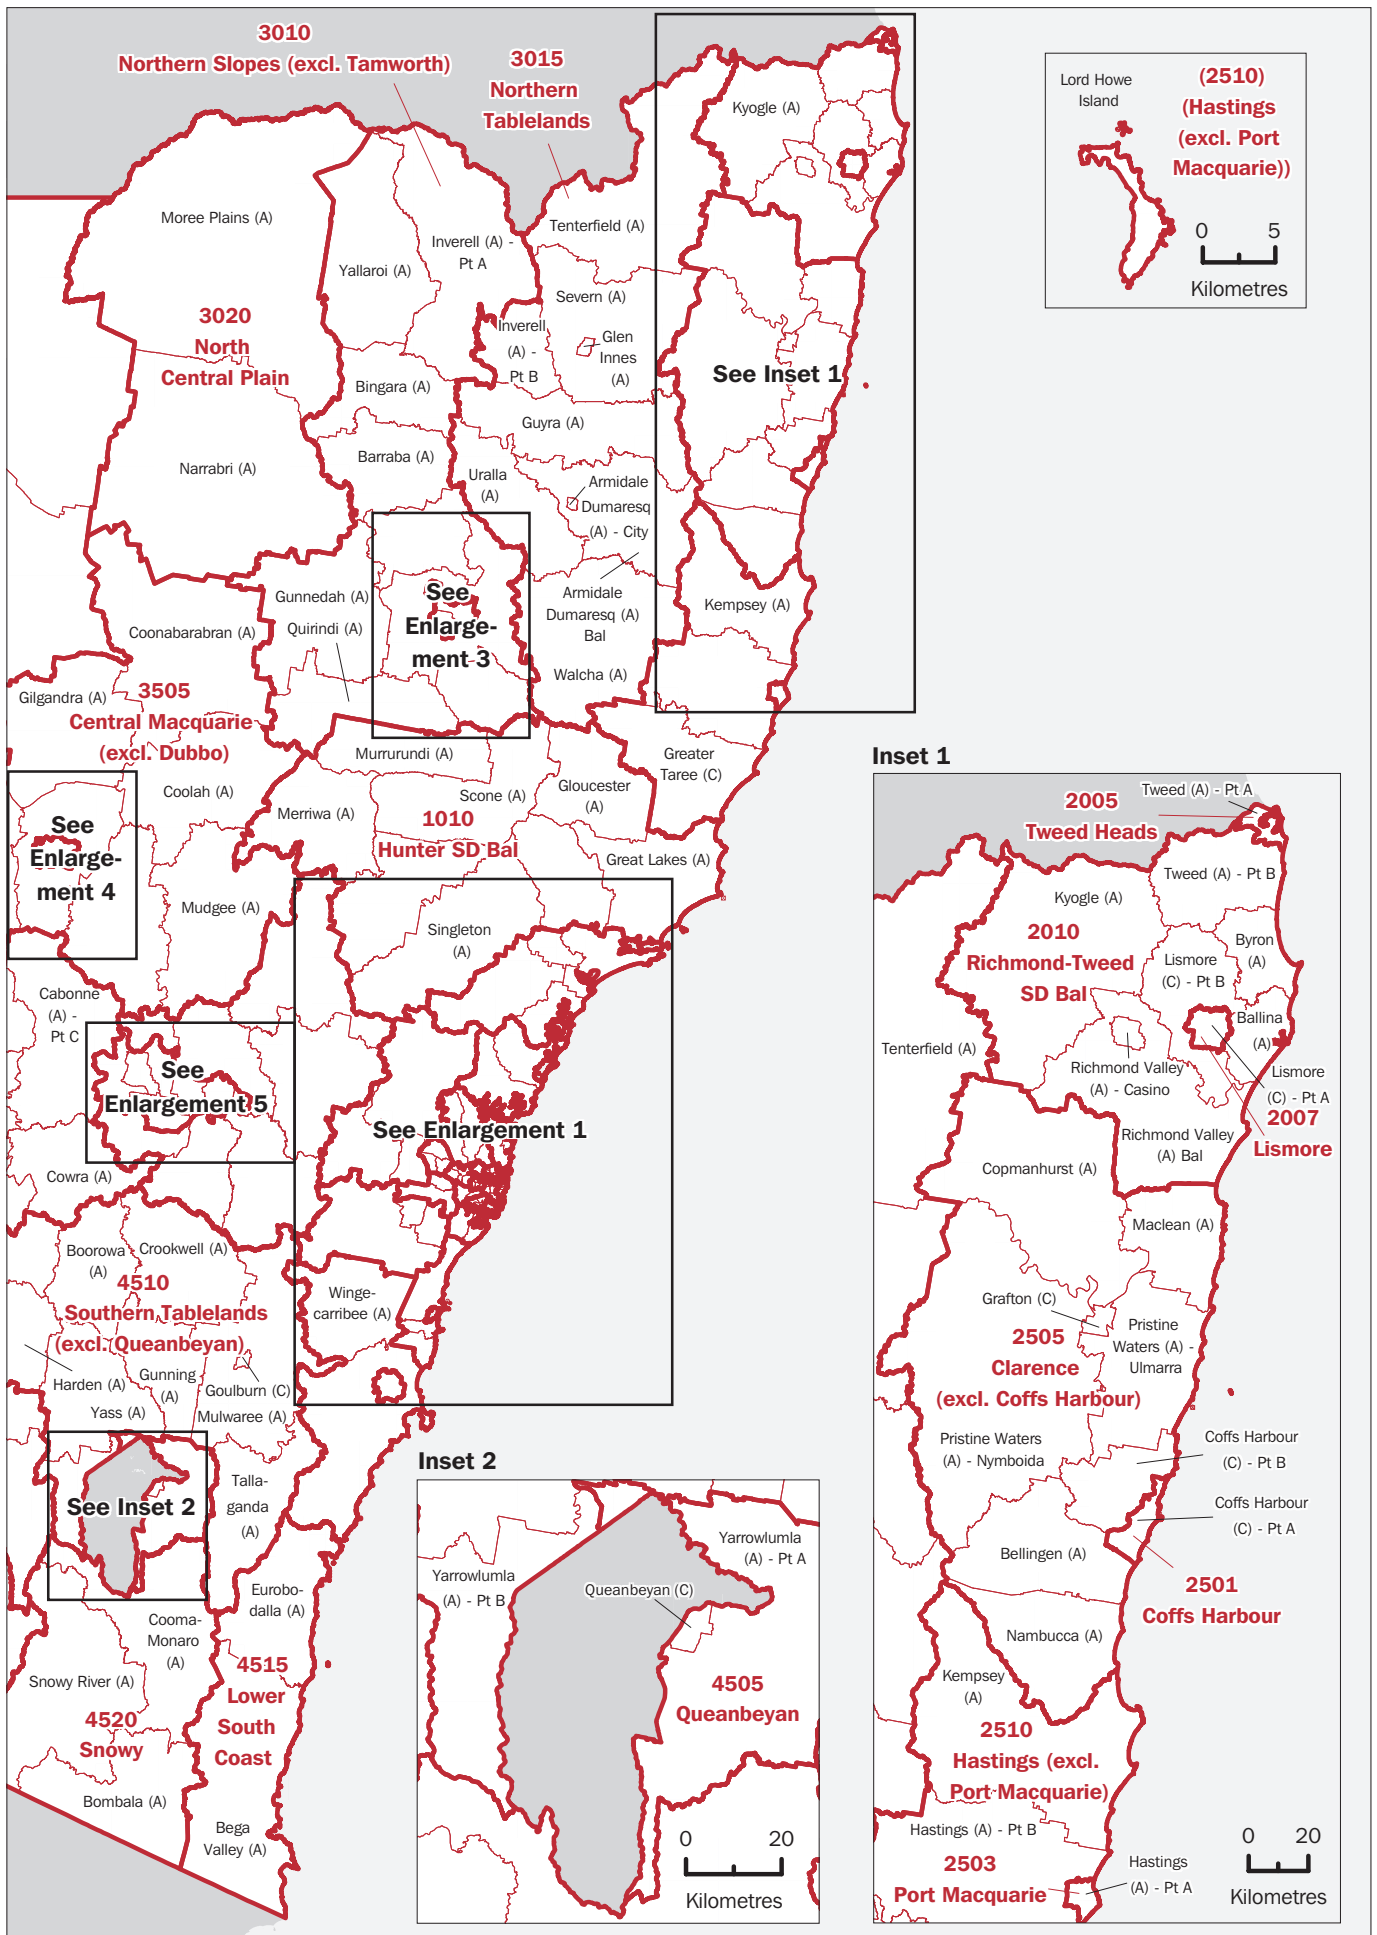 3010
Northern Slopes (excl. Tamworth)
3015
Northern
Tablelands
Kyogle (A)
Moree Plains (A)
Inverell (A) -
Pt A
Yallaroi (A)
Tenterfield (A)
Severn (A)
3020
North
Central Plain
Inverell
(A) -
Pt B
Glen
Innes
(A)
Bingara (A)
See Inset 1
Guyra (A)
Narrabri (A)
Barraba (A)
Uralla
(A)
Armidale
Dumaresq
(A) - City
Gunnedah (A)
Quirindi (A)
See
Enlarge-
ment 3
Armidale
Dumaresq (A)
Bal
Kempsey (A)
Coonabarabran (A)
Walcha (A)
Gilgandra (A)
3505
Central Macquarie
(excl. Dubbo)
Murrurundi (A)
Greater
Taree (C)
Coolah (A)
Merriwa (A)
Scone (A)
Gloucester
(A)
1010
Hunter SD Bal
Great Lakes (A)
See
Enlarge-
ment 4
Mudgee (A)
Singleton
(A)
Cabonne
(A) -
Pt C
See
Enlargement 5
See Enlargement 1
Cowra (A)
Boorowa
(A)
Crookwell (A)
4510
Southern Tablelands
(excl. Queanbeyan)
Winge-
carribee (A)
Harden (A)
Gunning
(A)
Goulburn (C)
Yass (A)
Mulwaree (A)
See Inset 2
Talla-
ganda
(A)
Eurobo-
dalla (A)
Cooma-
Monaro
(A)
Snowy River (A)
4515
Lower
South
Coast
4520
Snowy
Bombala (A)
Bega
Valley (A)
Lord Howe
Island
(2510)
(Hastings
(excl. Port
Macquarie))
0 5
Kilometres
Inset 1
Tweed (A) - Pt A
2005
Tweed Heads
Tweed (A) - Pt B
Kyogle (A)
2010
Richmond-Tweed
SD Bal
Byron
(A)
Lismore
(C) - Pt B
Ballina
(A)
Tenterfield (A)
Richmond Valley
(A) - Casino
Lismore
(C) - Pt A
2007
Lismore
Richmond Valley
(A) Bal
Copmanhurst (A)
Maclean (A)
Grafton (C)
2505
Clarence
(excl. Coffs Harbour)
Pristine
Waters (A) -
Ulmarra
Pristine Waters
(A) - Nymboida
Coffs Harbour
(C) - Pt B
Coffs Harbour
(C) - Pt A
Bellingen (A)
2501
Coffs Harbour
Nambucca (A)
Kempsey
(A)
2510
Hastings (excl.
Port Macquarie)
Hastings (A) - Pt B
2503
Port Macquarie
Hastings
(A) - Pt A
0 20
Kilometres
Inset 2
Yarrowlumla
(A) - Pt A
Yarrowlumla
(A) - Pt B
Queanbeyan (C)
4505
Queanbeyan
0 20
Kilometres